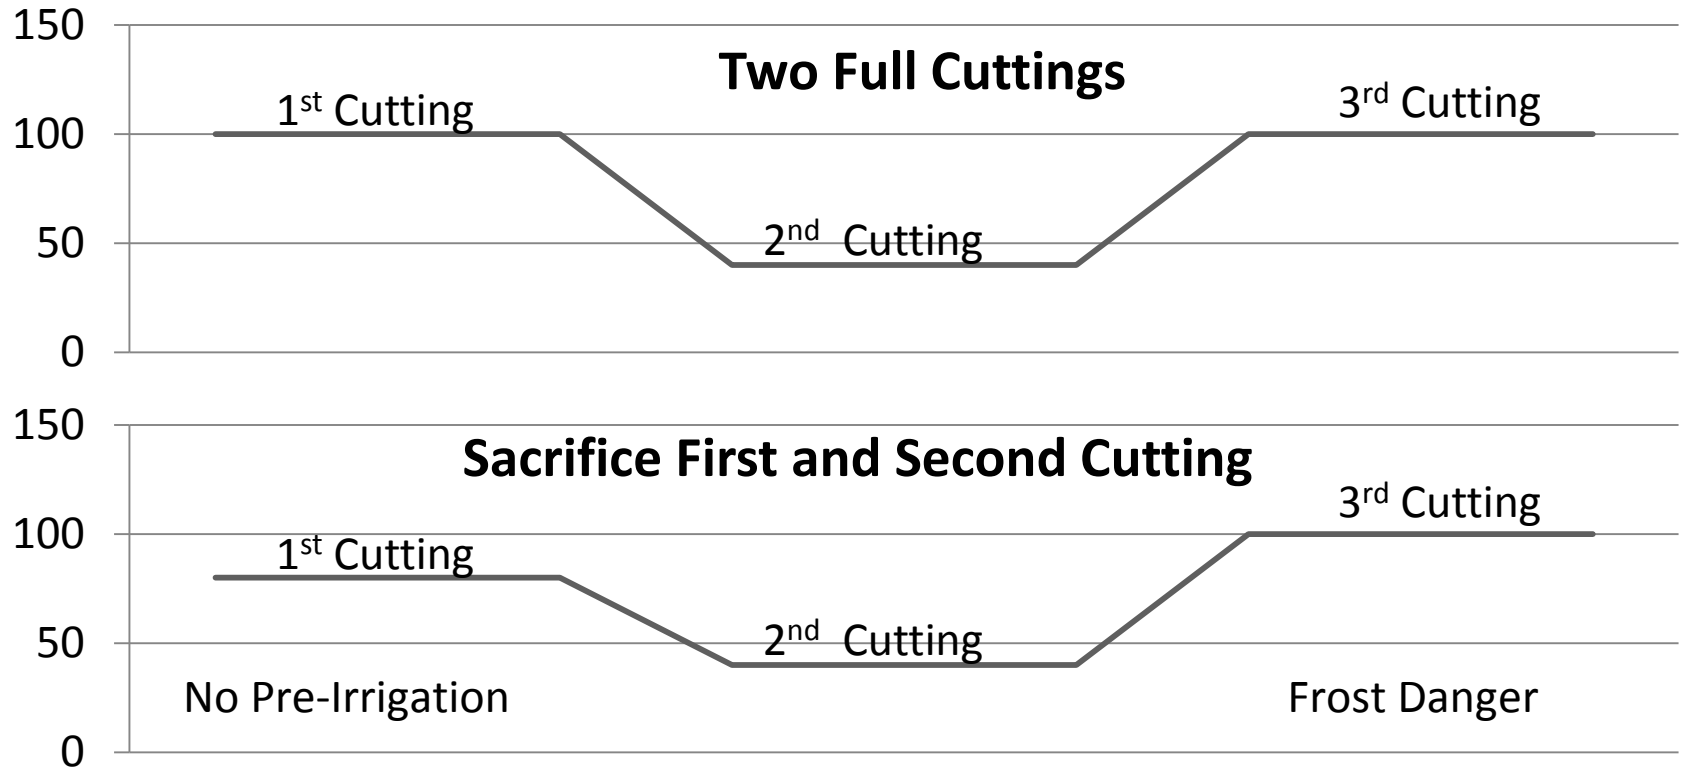 150
Two Full Cuttings
1st Cutting
3rd Cutting
100
50
2nd Cutting
0
150
Sacrifice First and Second Cutting
3rd Cutting
100
1st Cutting
50
2nd Cutting
No Pre-Irrigation
Frost Danger
0